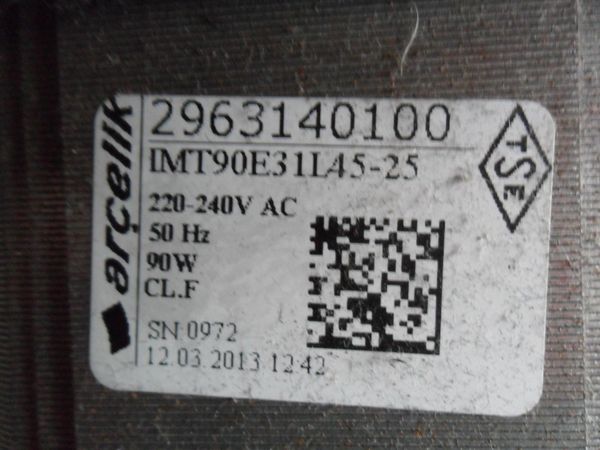 arçelik
2963140100
IMT90E31L45-25
220-240V AC
50 Hz
90W
CL.F
SN 0972
12.03.2013 12:42
TSE